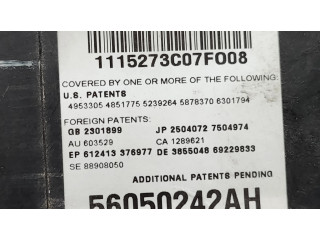 1115273C07F008
COVERED BY ONE OR MORE OF THE FOLLOWING:
U.S. PATENTS
4953305 4851775 5239264 5878370 6301794
FOREIGN PATENTS:
GB 2301899 JP 2504072 7504974
AU 603529 CA 1289621
EP 612413 376977 DE 3855048 69229833
SE 88908050
ADDITIONAL PATENTS PENDING
56050242AH